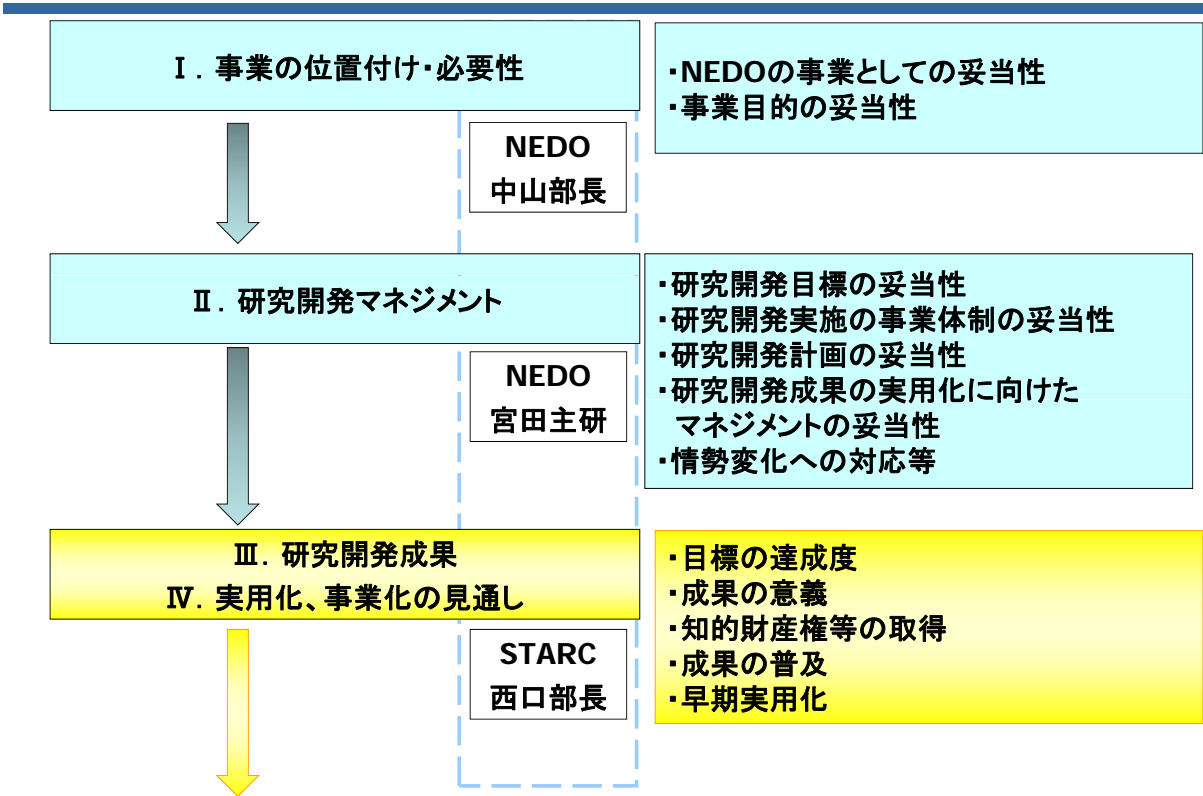 Ⅰ．事業の位置付け・必要性
・NEDOの事業としての妥当性
・事業目的の妥当性
NEDO
中山部長
Ⅱ．研究開発マネジメント
・研究開発目標の妥当性
・研究開発実施の事業体制の妥当性
・研究開発計画の妥当性
・研究開発成果の実用化に向けた
マネジメントの妥当性
・情勢変化への対応等
NEDO
宮田主研
Ⅲ．研究開発成果
Ⅳ．実用化、事業化の見通し
・目標の達成度
・成果の意義
・知的財産権等の取得
・成果の普及
・早期実用化
STARC
西口部長